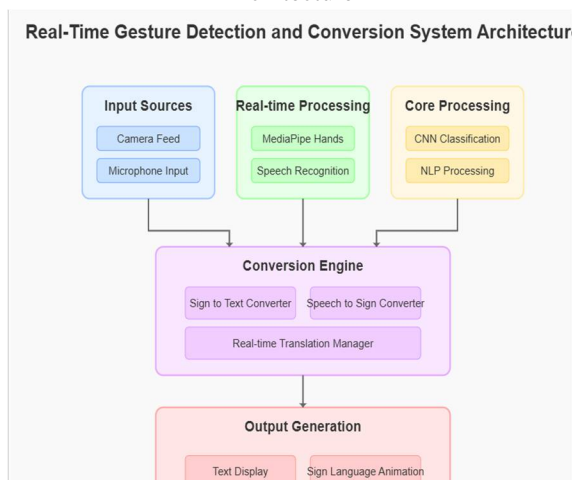 Real-Time Gesture Detection and Conversion System Architecture
Input Sources
Camera Feed
Microphone Input
Real-time Processing
MediaPipe Hands
Speech Recognition
Core Processing
CNN Classification
NLP Processing
Conversion Engine
Sign to Text Converter
Speech to Sign Converter
Real-time Translation Manager
Output Generation
Text Display
Sign Language Animation